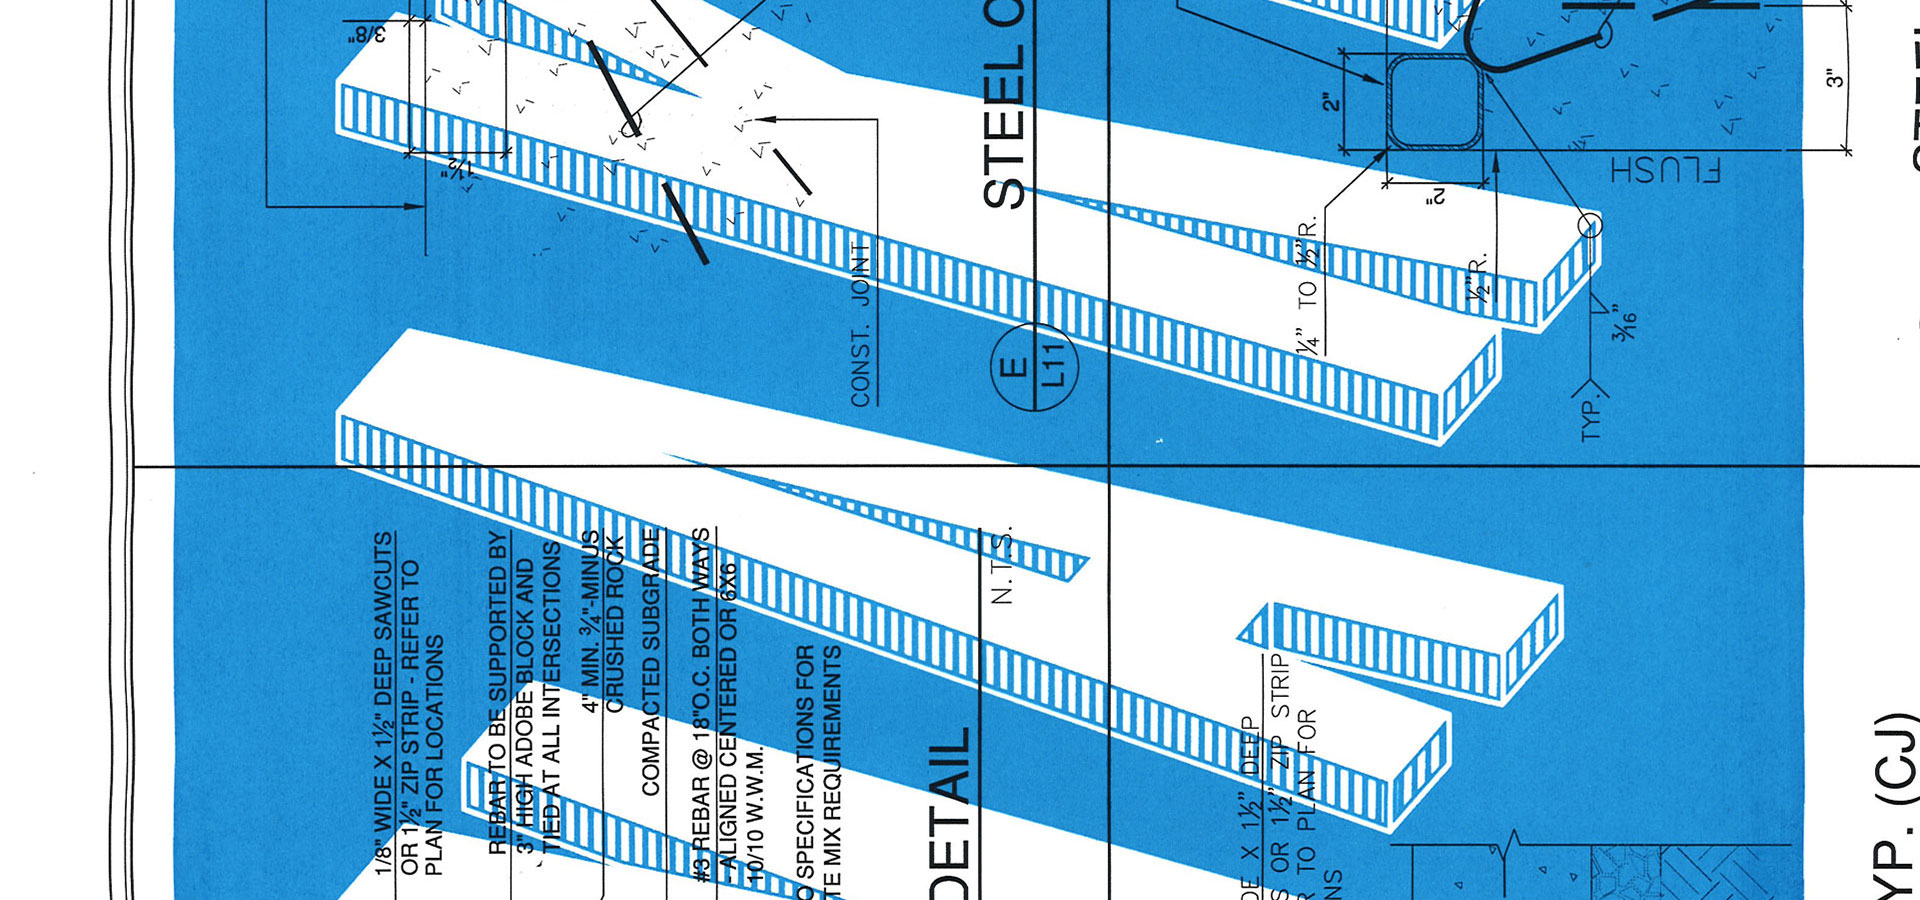 3/8"
1½"
STEEL
CONST. JOINT
E
L11
2"
2"
3"
FLUSH
¼" TO ½"R.
½"R.
3/16"
TYP.
1/8" WIDE X 1½" DEEP SAWCUTS
OR 1½" ZIP STRIP - REFER TO
PLAN FOR LOCATIONS
REBAR TO BE SUPPORTED BY
3" HIGH ADOBE BLOCK AND
TIED AT ALL INTERSECTIONS
4" MIN. ¾"-MINUS
CRUSHED ROCK
COMPACTED SUBGRADE
#3 REBAR @ 18"O.C. BOTH WAYS
- ALIGNED CENTERED OR 6X6
10/10 W.W.M.
SPECIFICATIONS FOR
MIX REQUIREMENTS
DETAIL
N.T.S.
X 1½" DEEP
OR 1½" ZIP STRIP
TO PLAN FOR
YP. (CJ)